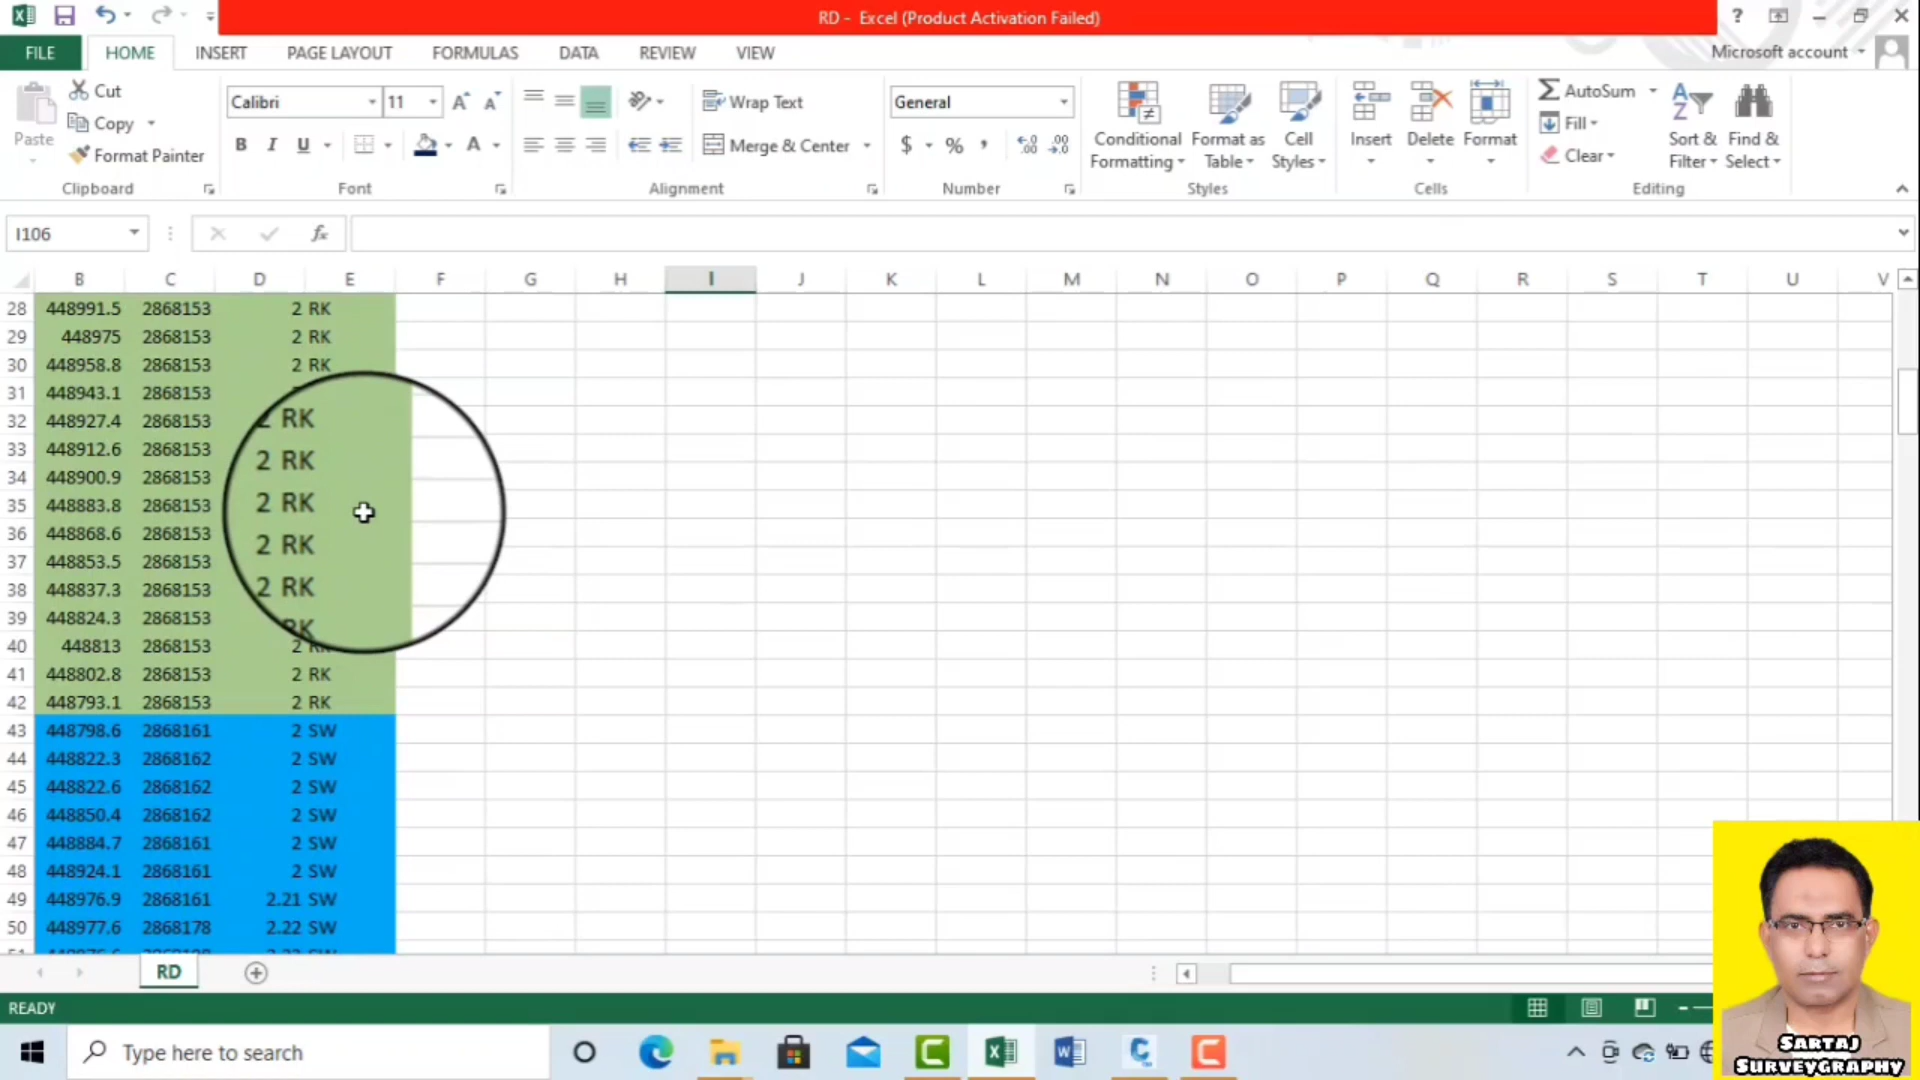 RD - Excel (Product Activation Failed)
?
FILE HOME INSERT PAGE LAYOUT FORMULAS DATA REVIEW VIEW Microsoft account
Paste
Cut
Copy
Format Painter
Clipboard
Calibri 11
B I U A
Font
Wrap Text
Merge & Center
Alignment
General
$ % ,
Number
Conditional Formatting
Format as Table
Cell Styles
Styles
Insert Delete Format
Cells
AutoSum
Fill
Clear
Sort & Filter
Find & Select
Editing
I106 fx
B C D E F G H I J K L M N O P Q R S T U V
28 448991.5 2868153 2 RK
29 448975 2868153 2 RK
30 448958.8 2868153 2 RK
31 448943.1 2868153
32 448927.4 2868153 2 RK
33 448912.6 2868153 2 RK
34 448900.9 2868153
35 448883.8 2868153 2 RK
36 448868.6 2868153 2 RK
37 448853.5 2868153
38 448837.3 2868153 2 RK
39 448824.3 2868153 RK
40 448813 2868153 2 RK
41 448802.8 2868153 2 RK
42 448793.1 2868153 2 RK
43 448798.6 2868161 2 SW
44 448822.3 2868162 2 SW
45 448822.6 2868162 2 SW
46 448850.4 2868162 2 SW
47 448884.7 2868161 2 SW
48 448924.1 2868161 2 SW
49 448976.9 2868161 2.21 SW
50 448977.6 2868178 2.22 SW
RD
READY
Type here to search
SARTAJ
SURVEYGRAPHY